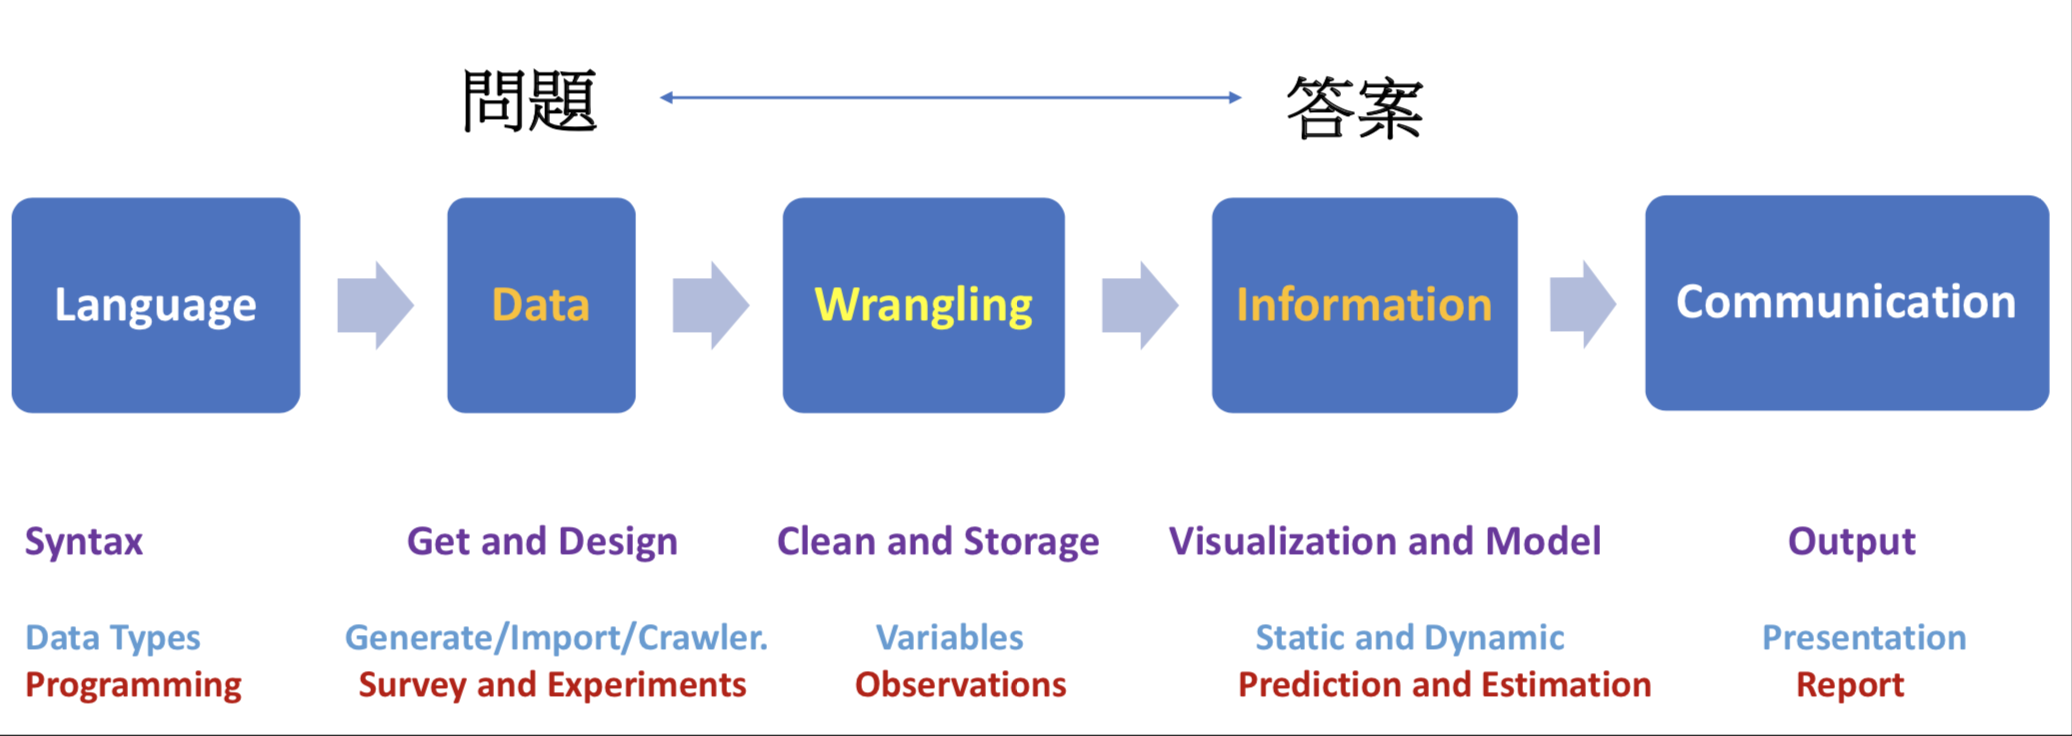 問題 答案
Language Data Wrangling Information Communication
Syntax Get and Design Clean and Storage Visualization and Model Output
Data Types Generate/Import/Crawler. Variables Static and Dynamic Presentation
Programming Survey and Experiments Observations Prediction and Estimation Report